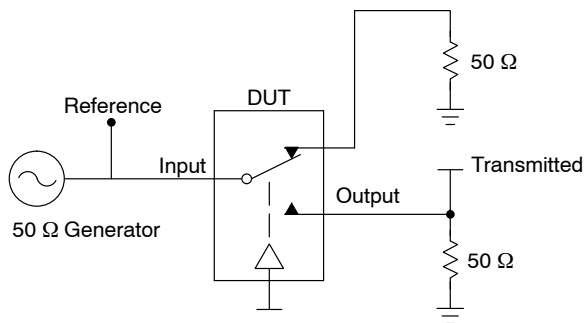 50 Ω
DUT
Reference
Input
Transmitted
Output
50 Ω Generator
50 Ω